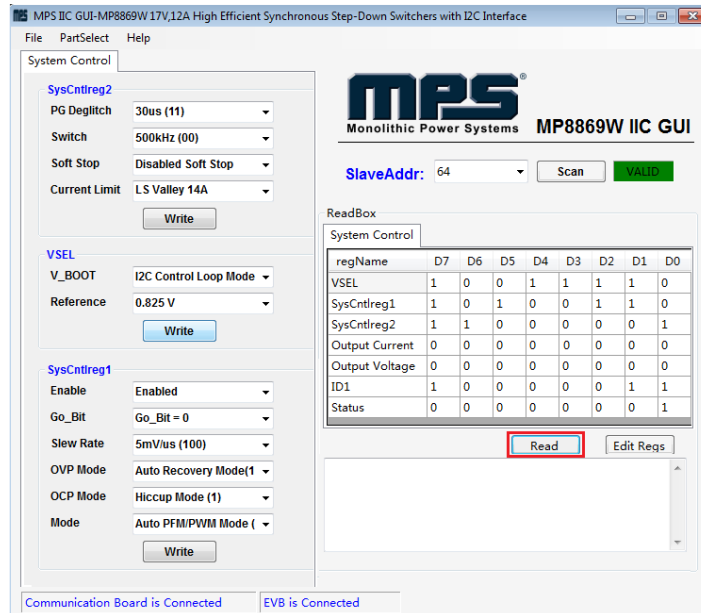 MPS IIC GUI-MP8869W 17V,12A High Efficient Synchronous Step-Down Switchers with I2C Interface
File PartSelect Help
System Control
SysCntlreg2
PG Deglitch 30us (11)
Switch 500kHz (00)
Soft Stop Disabled Soft Stop
Current Limit LS Valley 14A
Write
VSEL
V_BOOT I2C Control Loop Mode
Reference 0.825 V
Write
SysCntlreg1
Enable Enabled
Go_Bit Go_Bit = 0
Slew Rate 5mV/us (100)
OVP Mode Auto Recovery Mode(1
OCP Mode Hiccup Mode (1)
Mode Auto PFM/PWM Mode (
Write
mps®
Monolithic Power Systems MP8869W IIC GUI
SlaveAddr: 64 Scan VALID
ReadBox
System Control
regName D7 D6 D5 D4 D3 D2 D1 D0
VSEL 1 0 0 1 1 1 1 0
SysCntlreg1 1 0 1 0 0 1 1 0
SysCntlreg2 1 1 0 0 0 0 0 1
Output Current 0 0 0 0 0 0 0 0
Output Voltage 0 0 0 0 0 0 0 0
ID1 1 0 0 0 0 0 1 1
Status 0 0 0 0 0 0 0 1
Read Edit Regs
Communication Board is Connected EVB is Connected